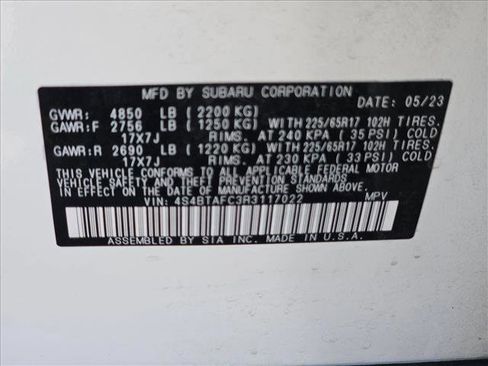 MFD BY SUBARU CORPORATION DATE: 05/23
GVWR: 4850 LB ( 2200 KG)
GAWR:F 2756 LB ( 1250 KG) WITH 225/65R17 102H TIRES.
17X7J RIMS. AT 240 KPA ( 35 PSI) COLD
GAWR:R 2690 LB ( 1220 KG) WITH 225/65R17 102H TIRES.
17X7J RIMS. AT 230 KPA ( 33 PSI) COLD
THIS VEHICLE CONFORMS TO ALL APPLICABLE FEDERAL MOTOR
VEHICLE SAFETY AND THEFT PREVENTION STANDARDS
IN EFFECT ON THE DATE OF MANUFACTURE SHOWN ABOVE.
VIN: 4S4BTAFC3R3117022 MPV
ASSEMBLED BY SIA INC. MADE IN U.S.A.